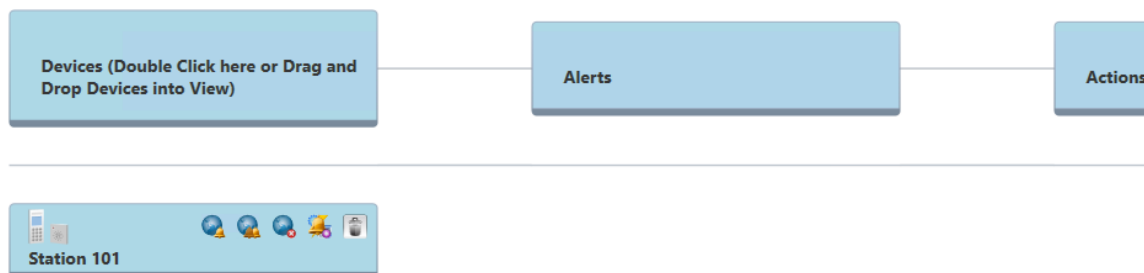 Devices (Double Click here or Drag and
Drop Devices into View)
Alerts
Actions
Station 101